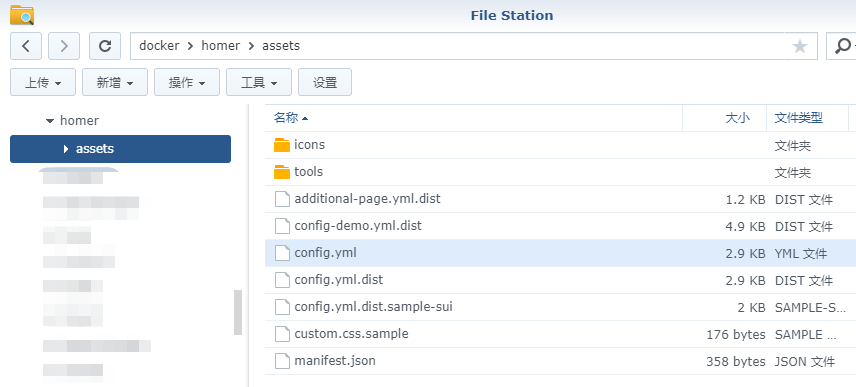 File Station
docker > homer > assets
上传 新增 操作 工具 设置
homer
assets
名称 大小 文件类型
icons 文件夹
tools 文件夹
additional-page.yml.dist 1.2 KB DIST 文件
config-demo.yml.dist 4.9 KB DIST 文件
config.yml 2.9 KB YML 文件
config.yml.dist 2.9 KB DIST 文件
config.yml.dist.sample-sui 2 KB SAMPLE-S...
custom.css.sample 176 bytes SAMPLE ...
manifest.json 358 bytes JSON 文件